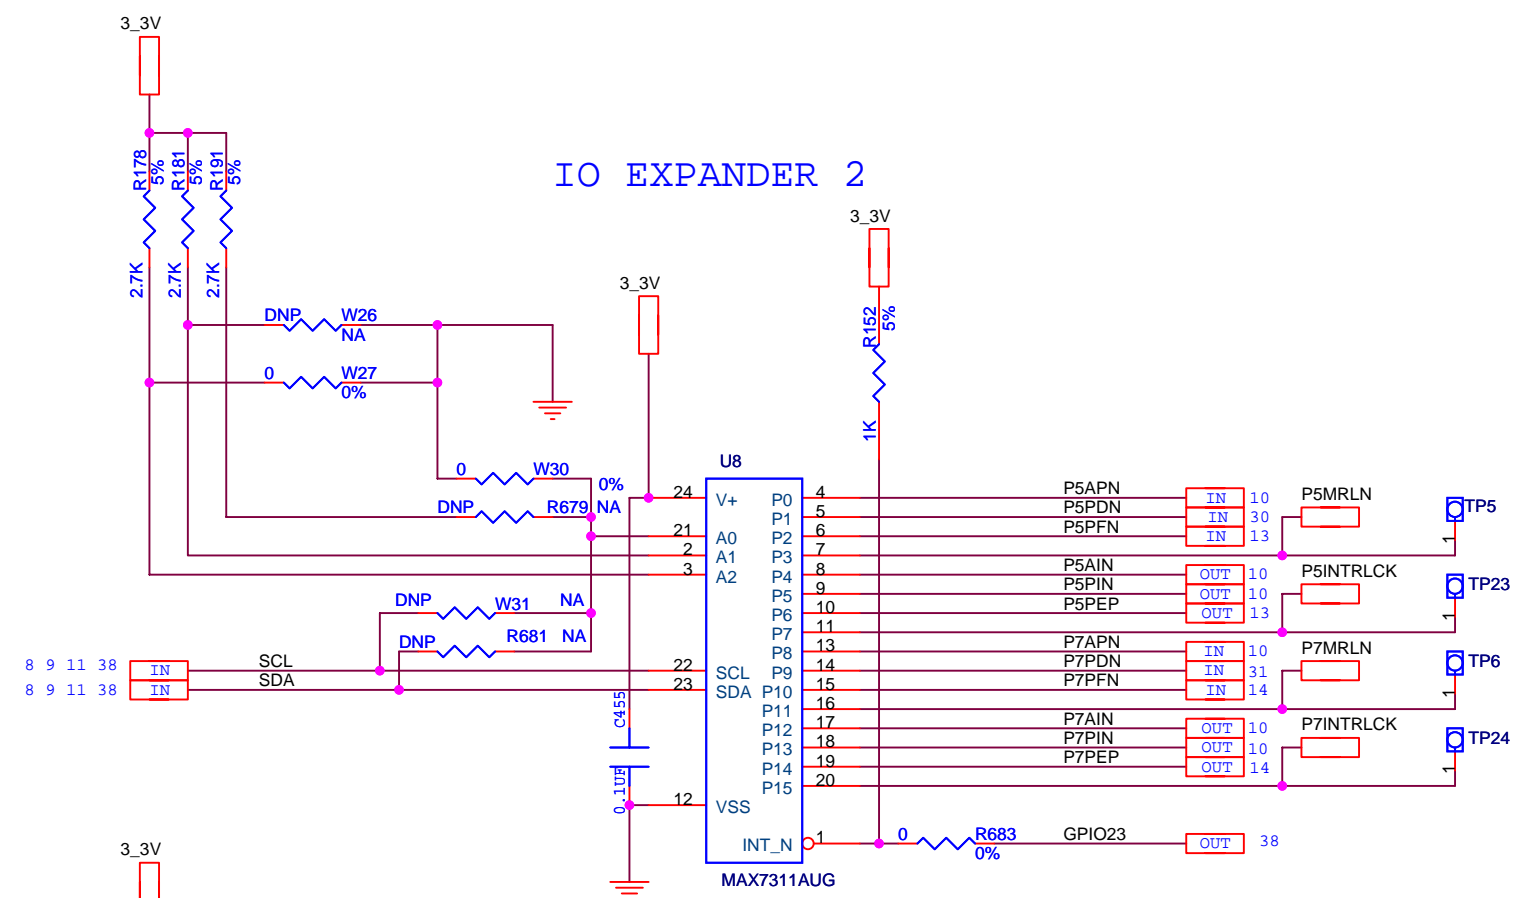 3_3V
IO EXPANDER 2
R178
5%
2.7K
R181
5%
2.7K
R191
5%
2.7K
3_3V
R152
5%
1K
3_3V
DNP W26
NA
0 W27
0%
0 W30
0%
DNP R679 NA
DNP W31 NA
DNP R681 NA
8 9 11 38 IN SCL
8 9 11 38 IN SDA
C455
0.1UF
U8
24 V+
21 A0
2 A1
3 A2
22 SCL
23 SDA
12 VSS
P0 4 P5APN IN 10
P1 5 P5PDN IN 30
P2 6 P5PFN IN 13
P3 7 P5MRLN 1 TP5
P4 8 P5AIN OUT 10
P5 9 P5PIN OUT 10
P6 10 P5PEP OUT 13
P7 11 P5INTRLCK 1 TP23
P8 13 P7APN IN 10
P9 14 P7PDN IN 31
P10 15 P7PFN IN 14
P11 16 P7MRLN 1 TP6
P12 17 P7AIN OUT 10
P13 18 P7PIN OUT 10
P14 19 P7PEP OUT 14
P15 20 P7INTRLCK 1 TP24
INT_N 1 0 R683 GPIO23 OUT 38
0%
MAX7311AUG
3_3V